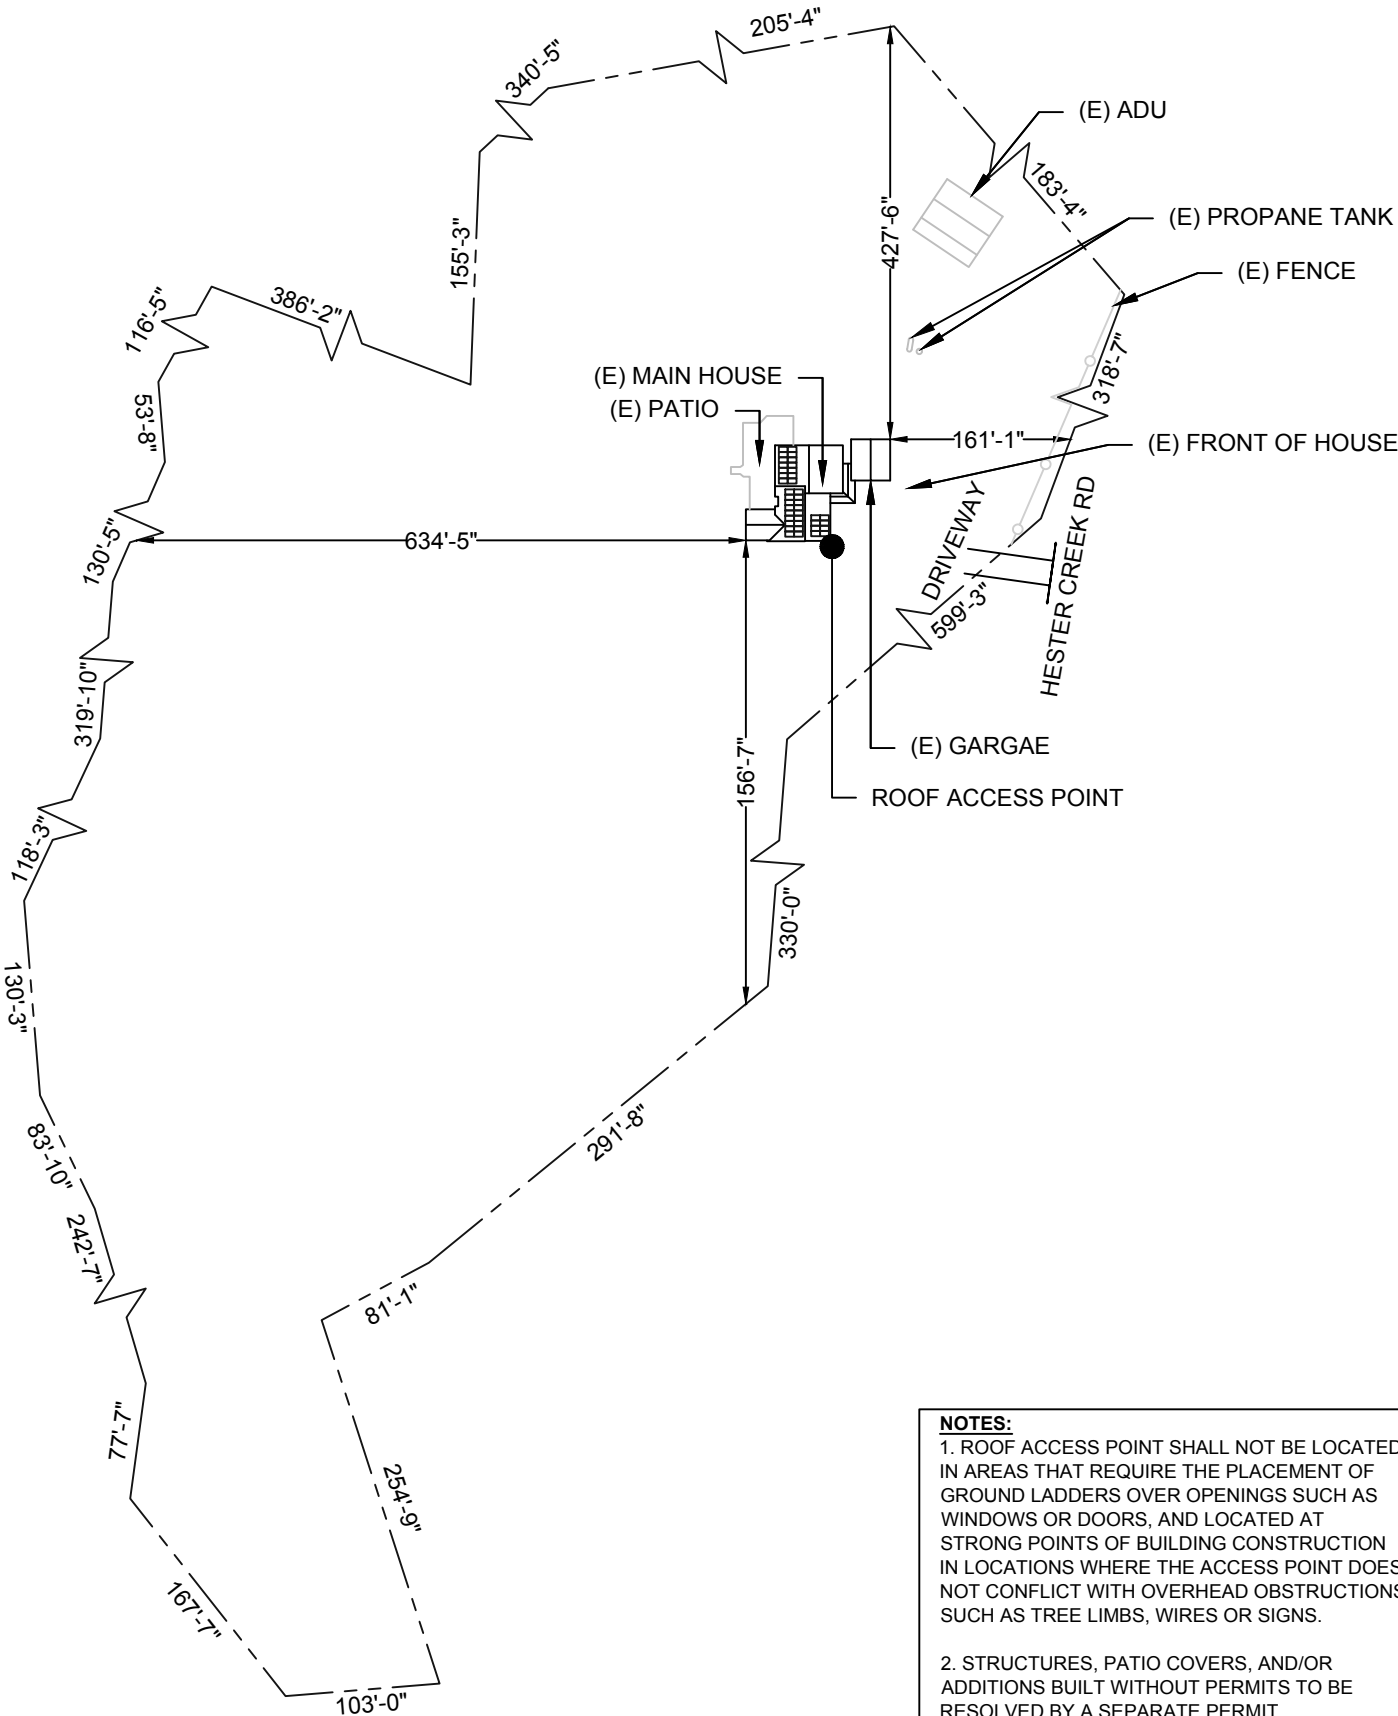 205'-4"
340'-5"
(E) ADU
183'-4"
(E) PROPANE TANK
427'-6"
155'-3"
(E) FENCE
386'-2"
116'-5"
318'-7"
(E) MAIN HOUSE
(E) PATIO
53'-8"
161'-1"
(E) FRONT OF HOUSE
130'-5"
634'-5"
DRIVEWAY
HESTER CREEK RD
599'-3"
319'-10"
(E) GARGAE
156'-7"
ROOF ACCESS POINT
118'-3"
330'-0"
130'-3"
291'-8"
83'-10"
242'-7"
81'-1"
77'-7"
254'-9"
167'-7"
103'-0"
NOTES:
1. ROOF ACCESS POINT SHALL NOT BE LOCATED
IN AREAS THAT REQUIRE THE PLACEMENT OF
GROUND LADDERS OVER OPENINGS SUCH AS
WINDOWS OR DOORS, AND LOCATED AT
STRONG POINTS OF BUILDING CONSTRUCTION
IN LOCATIONS WHERE THE ACCESS POINT DOES
NOT CONFLICT WITH OVERHEAD OBSTRUCTIONS
SUCH AS TREE LIMBS, WIRES OR SIGNS.
2. STRUCTURES, PATIO COVERS, AND/OR
ADDITIONS BUILT WITHOUT PERMITS TO BE
RESOLVED BY A SEPARATE PERMIT